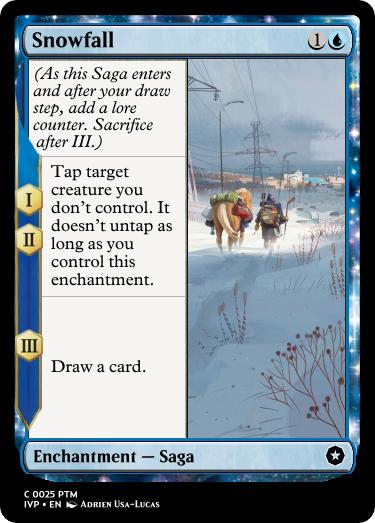 Snowfall 1
(As this Saga enters
and after your draw
step, add a lore
counter. Sacrifice
after III.)
I
II
Tap target
creature you
don't control. It
doesn't untap as
long as you
control this
enchantment.
III
Draw a card.
Enchantment — Saga
C 0025 PTM
IVP • EN Adrien Usa-Lucas